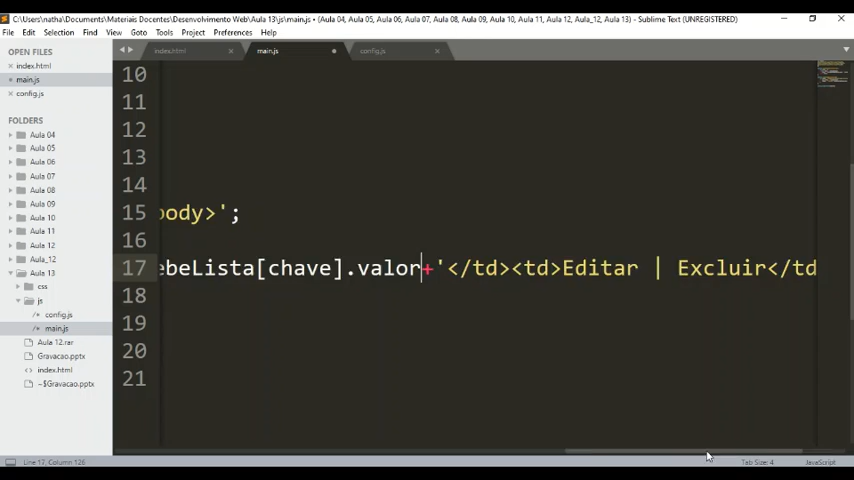 C:\Users\natha\Documents\Materiais Docentes\Desenvolvimento Web\Aula 13\js\main.js • (Aula 04, Aula 05, Aula 06, Aula 07, Aula 08, Aula 09, Aula 10, Aula 11, Aula 12, Aula_12, Aula 13) - Sublime Text (UNREGISTERED)
File Edit Selection Find View Goto Tools Project Preferences Help
OPEN FILES
index.html
main.js
config.js
FOLDERS
Aula 04
Aula 05
Aula 06
Aula 07
Aula 08
Aula 09
Aula 10
Aula 11
Aula 12
Aula_12
Aula 13
css
js
/* config.js
/* main.js
Aula 12.rar
Gravacao.pptx
index.html
~$Gravacao.pptx
index.html main.js config.js
10
11
12
13
14
15 body>';
16
17 ebeLista[chave].valor+'</td><td>Editar | Excluir</td
18
19
20
21
Line 17, Column 126 Tab Size: 4 JavaScript